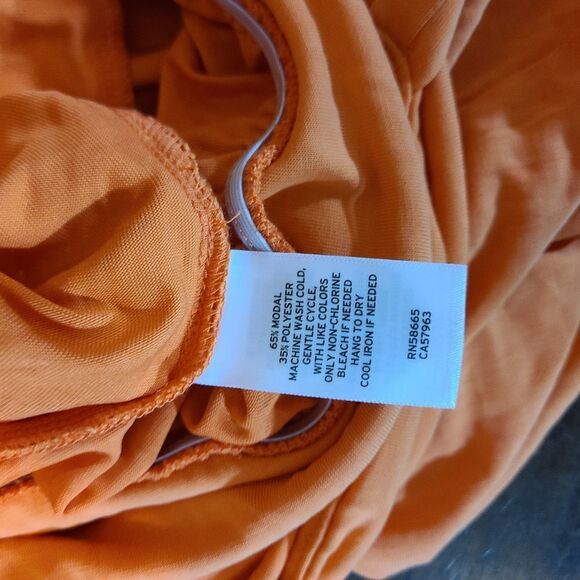 65% MODAL
35% POLYESTER
MACHINE WASH COLD,
GENTLE CYCLE,
WITH LIKE COLORS
ONLY NON-CHLORINE
BLEACH IF NEEDED
HANG TO DRY
COOL IRON IF NEEDED
RN58665
CA57963